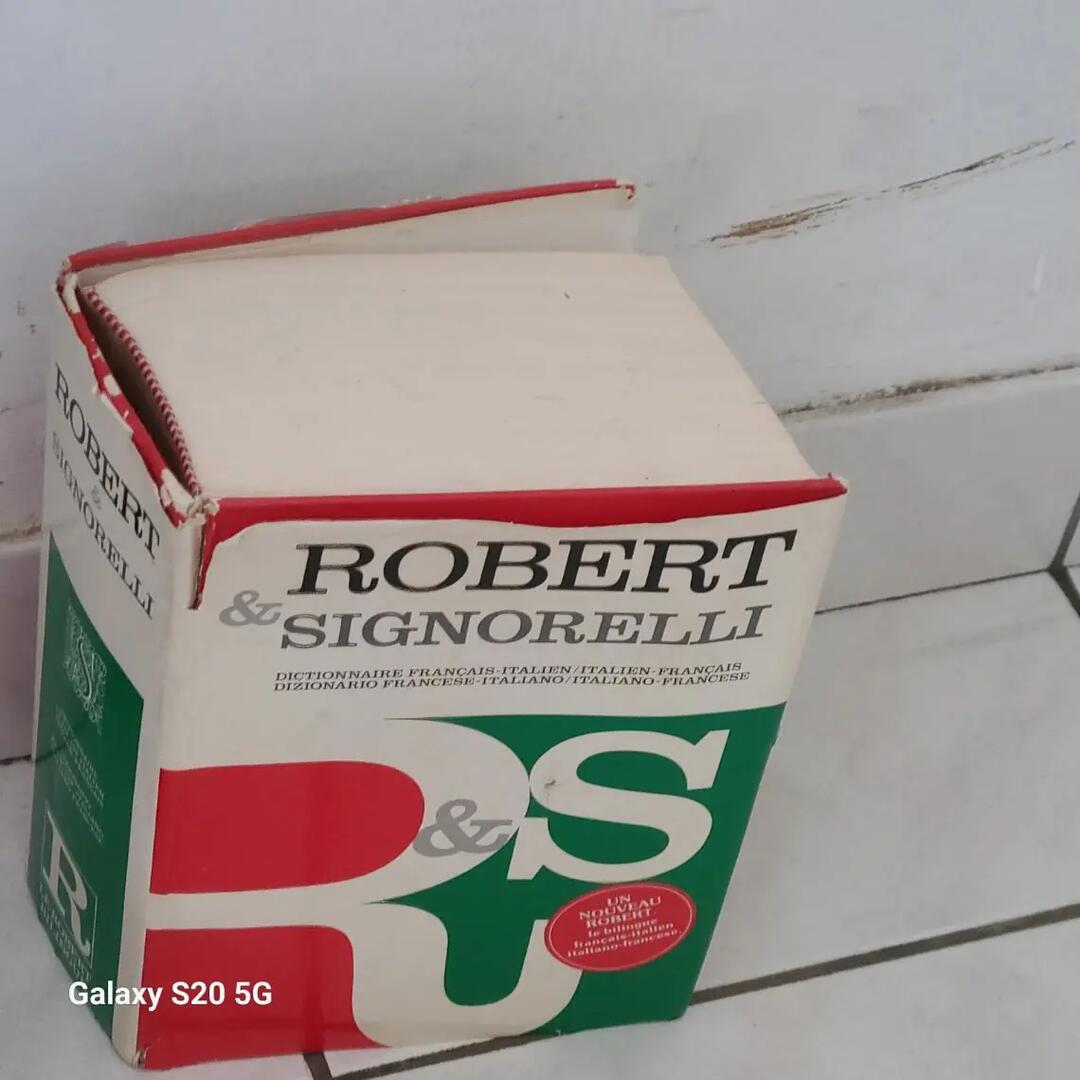 ROBERT
& SIGNORELLI
ROBERT
& SIGNORELLI
DICTIONNAIRE FRANÇAIS-ITALIEN/ITALIEN-FRANÇAIS
DIZIONARIO FRANCESE-ITALIANO/ITALIANO-FRANCESE
R&S
UN
NOUVEAU
ROBERT
le bilingue
français-italien
italiano-francese
R
Galaxy S20 5G